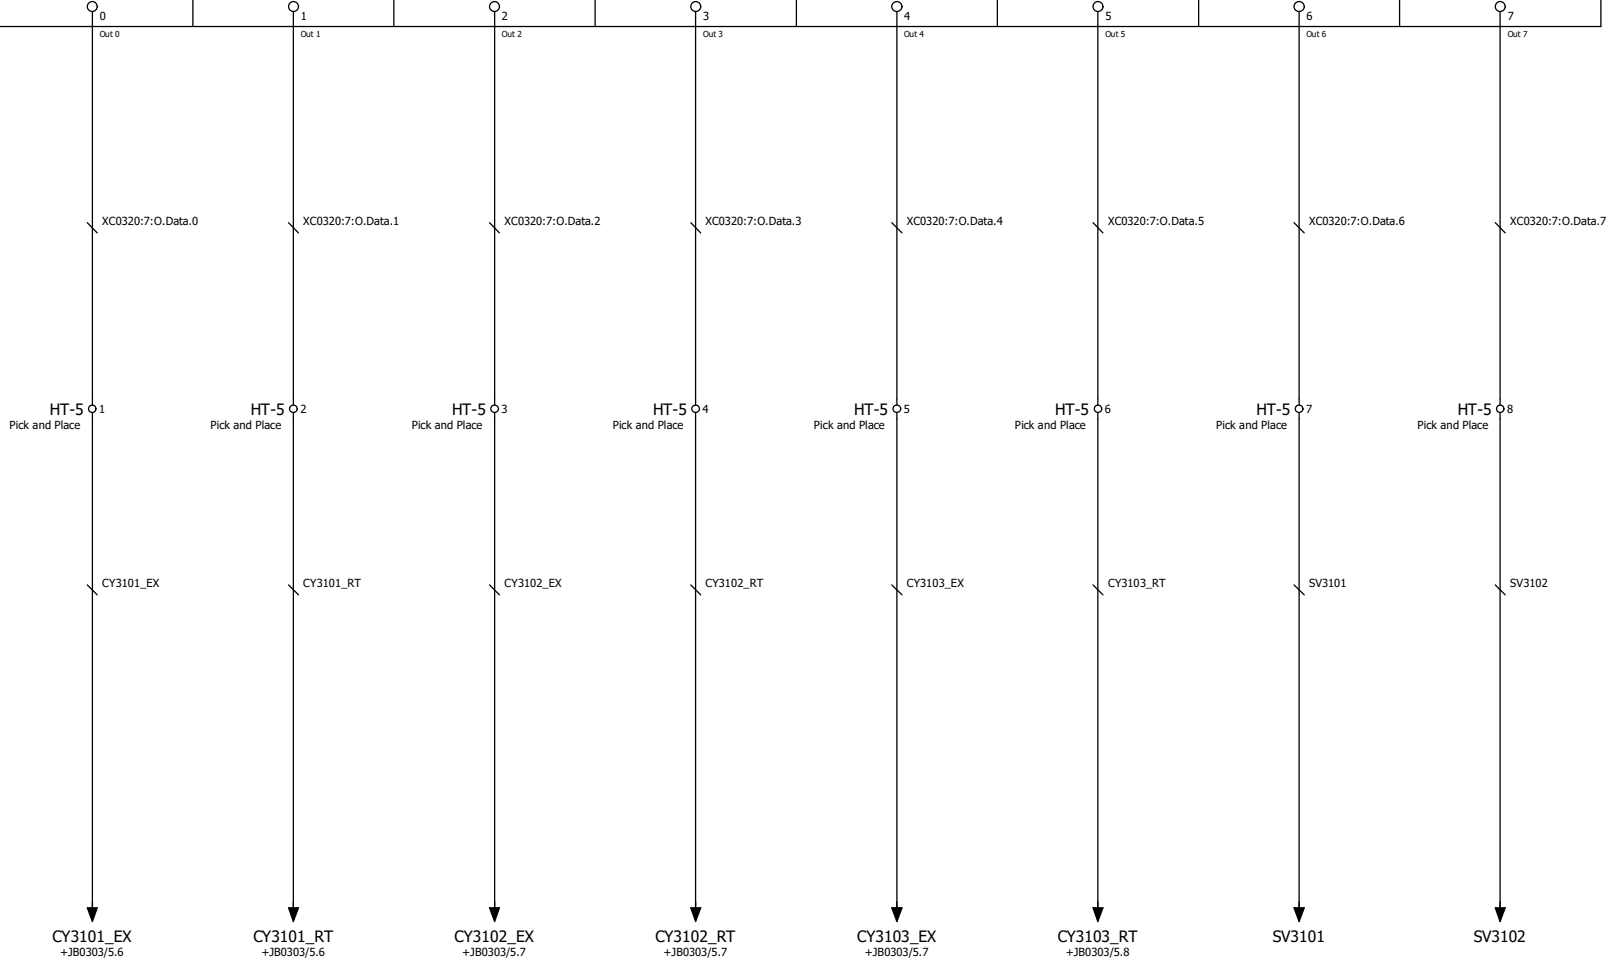 0 1 2 3 4 5 6 7
Out 0 Out 1 Out 2 Out 3 Out 4 Out 5 Out 6 Out 7
XC0320:7:O.Data.0 XC0320:7:O.Data.1 XC0320:7:O.Data.2 XC0320:7:O.Data.3 XC0320:7:O.Data.4 XC0320:7:O.Data.5 XC0320:7:O.Data.6 XC0320:7:O.Data.7
HT-5 1 HT-5 2 HT-5 3 HT-5 4 HT-5 5 HT-5 6 HT-5 7 HT-5 8
Pick and Place Pick and Place Pick and Place Pick and Place Pick and Place Pick and Place Pick and Place Pick and Place
CY3101_EX CY3101_RT CY3102_EX CY3102_RT CY3103_EX CY3103_RT SV3101 SV3102
CY3101_EX CY3101_RT CY3102_EX CY3102_RT CY3103_EX CY3103_RT SV3101 SV3102
+JB0303/5.6 +JB0303/5.6 +JB0303/5.7 +JB0303/5.7 +JB0303/5.7 +JB0303/5.8